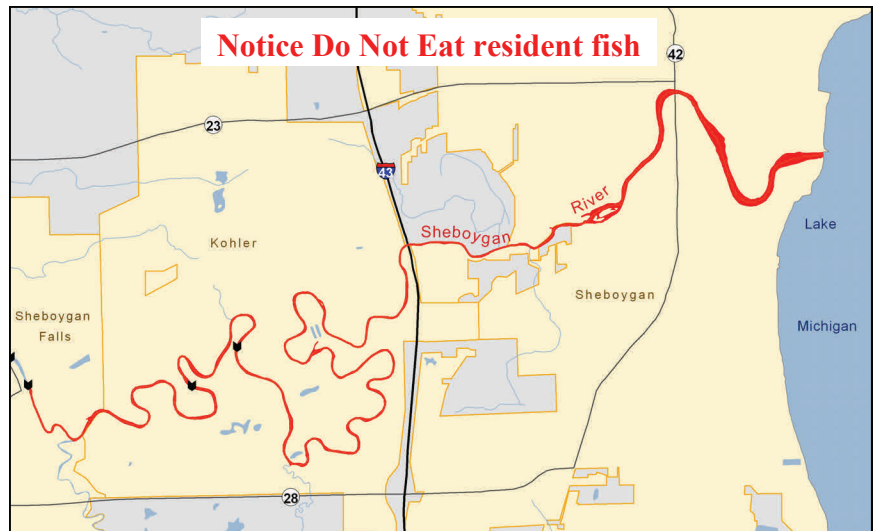 Notice Do Not Eat resident fish
42
23
43
River
Sheboygan
Lake
Kohler
Sheboygan
Sheboygan
Falls
Michigan
28